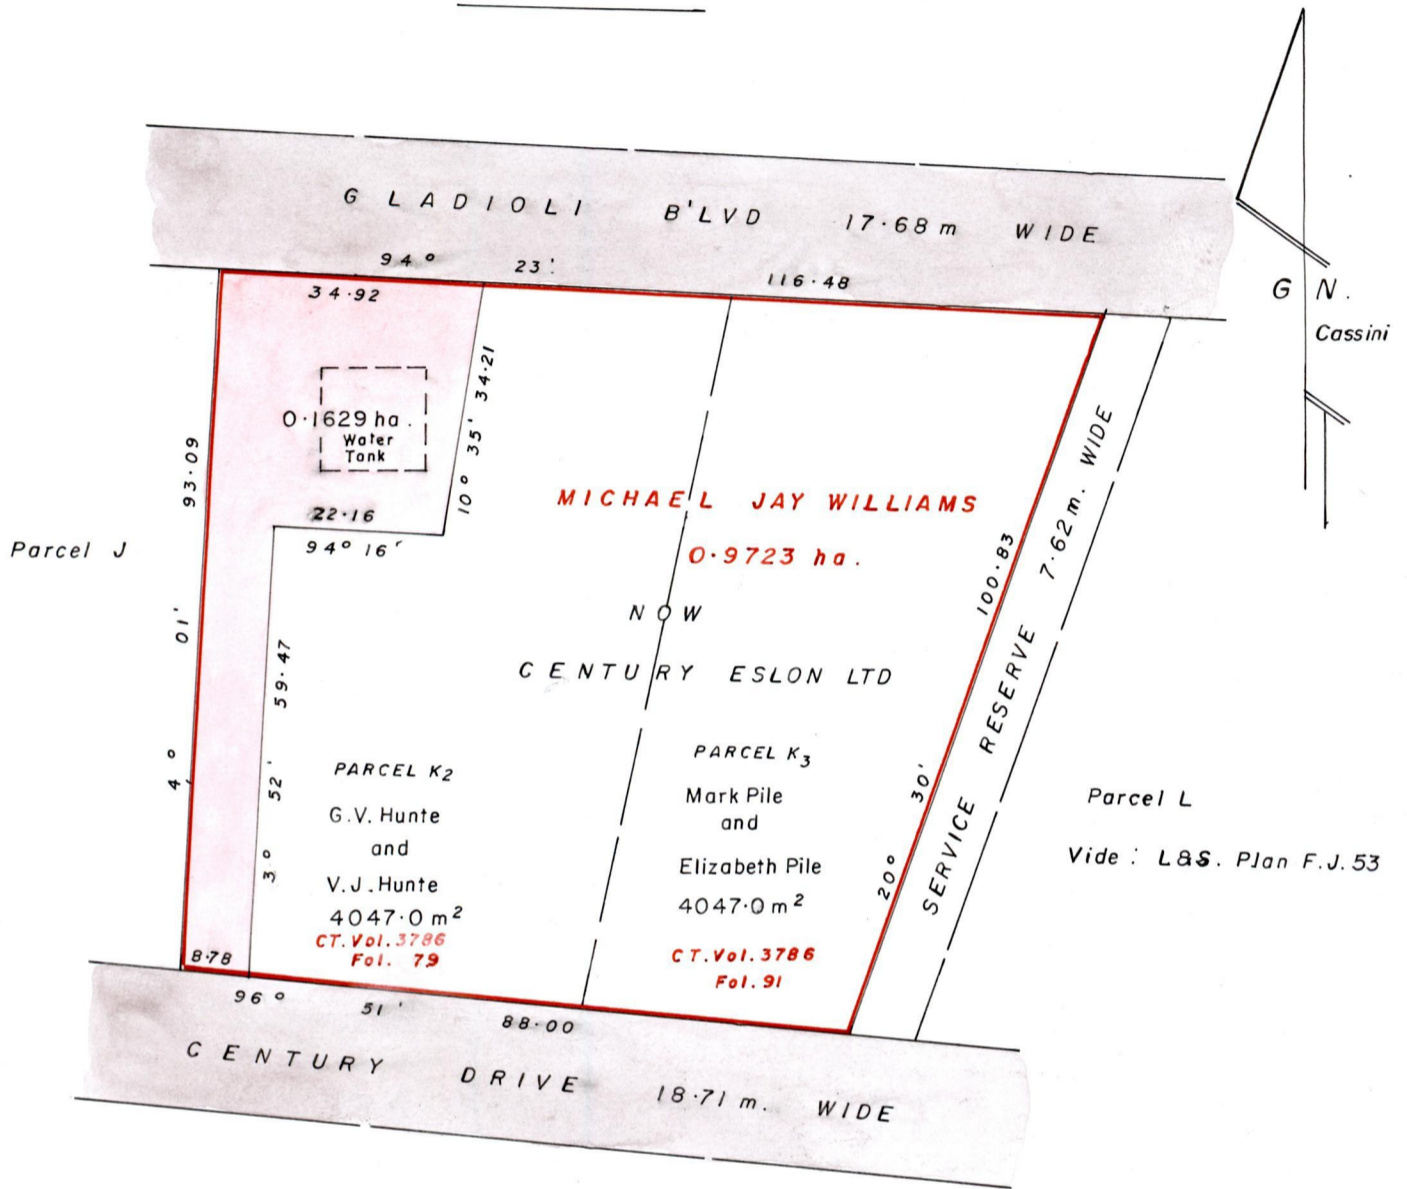 GLADIOLI B'LVD 17·68 m WIDE
94° 23'
34·92
116·48
G N.
Cassini
0·1629 ha.
Water
Tank
10° 35' 34·21
22·16
94° 16'
4° 01' 93·09
Parcel J
MICHAEL JAY WILLIAMS
0·9723 ha.
NOW
CENTURY ESLON LTD
3° 52' 59·47
PARCEL K2
G.V. Hunte
and
V.J. Hunte
4047·0 m²
CT. Vol. 3786
Fol. 79
PARCEL K3
Mark Pile
and
Elizabeth Pile
4047·0 m²
CT. Vol. 3786
Fol. 91
20° 30' 100·83
SERVICE RESERVE 7·62 m. WIDE
Parcel L
Vide : L&S. Plan F.J. 53
8·78
96° 51' 88·00
CENTURY DRIVE 18·71 m. WIDE